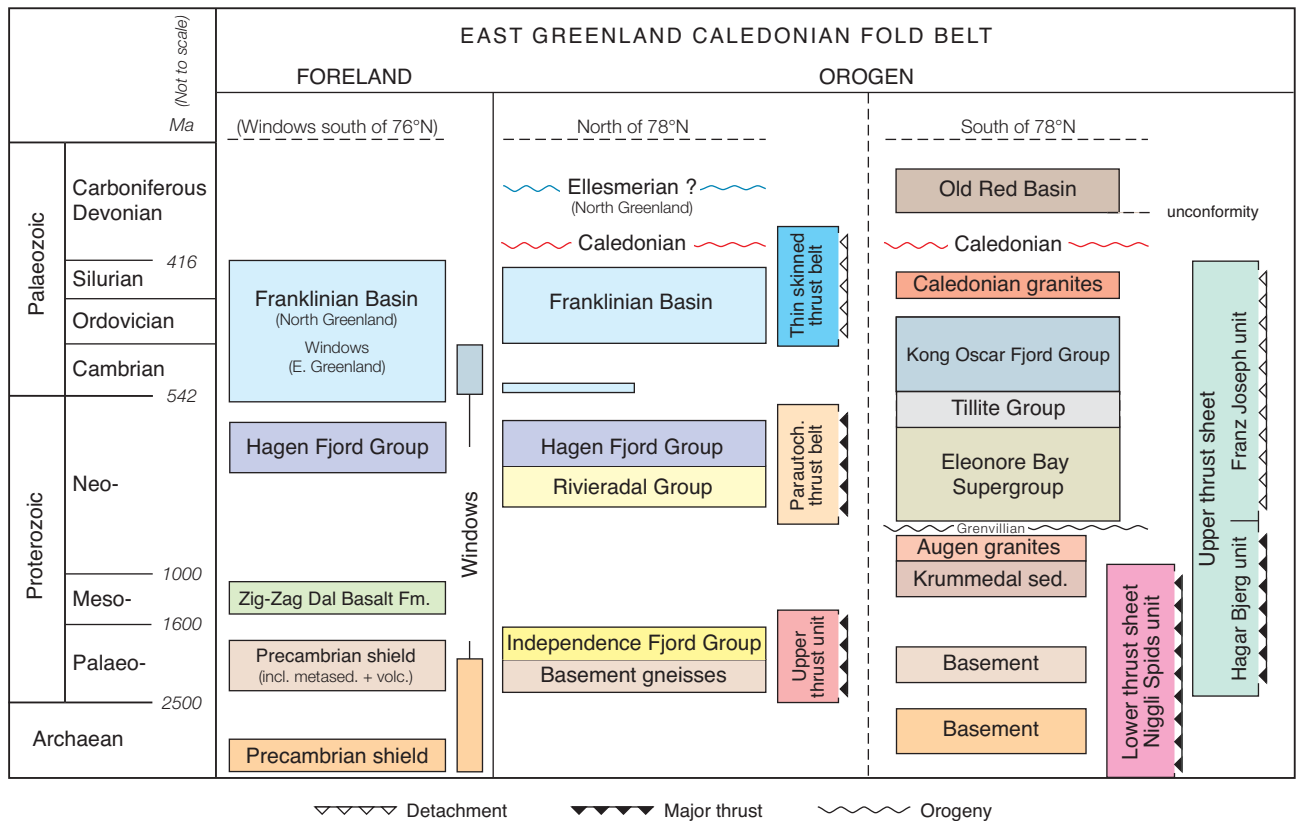 EAST GREENLAND CALEDONIAN FOLD BELT
FORELAND
OROGEN
(Not to scale)
Ma
(Windows south of 76°N)
North of 78°N
South of 78°N
Palaeozoic
Carboniferous
Devonian
416
Silurian
Ordovician
Cambrian
542
Proterozoic
Neo-
1000
Meso-
1600
Palaeo-
2500
Archaean
Franklinian Basin
(North Greenland)
Windows
(E. Greenland)
Hagen Fjord Group
Zig-Zag Dal Basalt Fm.
Precambrian shield
(incl. metased. + volc.)
Precambrian shield
Windows
Ellesmerian ?
(North Greenland)
Caledonian
Franklinian Basin
Hagen Fjord Group
Rivieradal Group
Independence Fjord Group
Basement gneisses
Thin skinned
thrust belt
Parautoch.
thrust belt
Upper
thrust unit
Old Red Basin
unconformity
Caledonian
Caledonian granites
Kong Oscar Fjord Group
Tillite Group
Eleonore Bay
Supergroup
Grenvillian
Augen granites
Krummedal sed.
Basement
Basement
Lower thrust sheet
Niggli Spids unit
Upper thrust sheet
Franz Joseph unit
Hagar Bjerg unit
Detachment
Major thrust
Orogeny